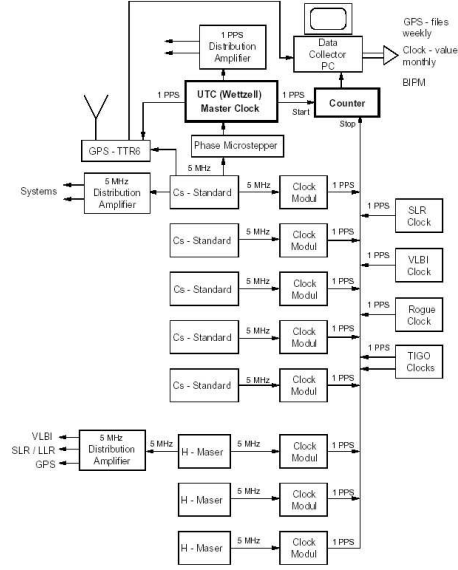 1 PPS
Distribution
Amplifier
Data
Collector
PC
GPS - files
weekly
Clock - value
monthly
BIPM
1 PPS
UTC (Wettzell)
Master Clock
1 PPS
Start
Counter
Stop
GPS - TTR6
Phase Microstepper
5 MHz
Systems
5 MHz
Distribution
Amplifier
Cs - Standard
5 MHz
Clock
Modul
1 PPS
1 PPS
SLR
Clock
Cs - Standard
5 MHz
Clock
Modul
1 PPS
1 PPS
VLBI
Clock
Cs - Standard
5 MHz
Clock
Modul
1 PPS
1 PPS
Rogue
Clock
Cs - Standard
5 MHz
Clock
Modul
1 PPS
1 PPS
TIGO
Clocks
Cs - Standard
5 MHz
Clock
Modul
1 PPS
VLBI
SLR / LLR
GPS
5 MHz
Distribution
Amplifier
5 MHz
H - Maser
5 MHz
Clock
Modul
1 PPS
H - Maser
5 MHz
Clock
Modul
1 PPS
H - Maser
5 MHz
Clock
Modul
1 PPS